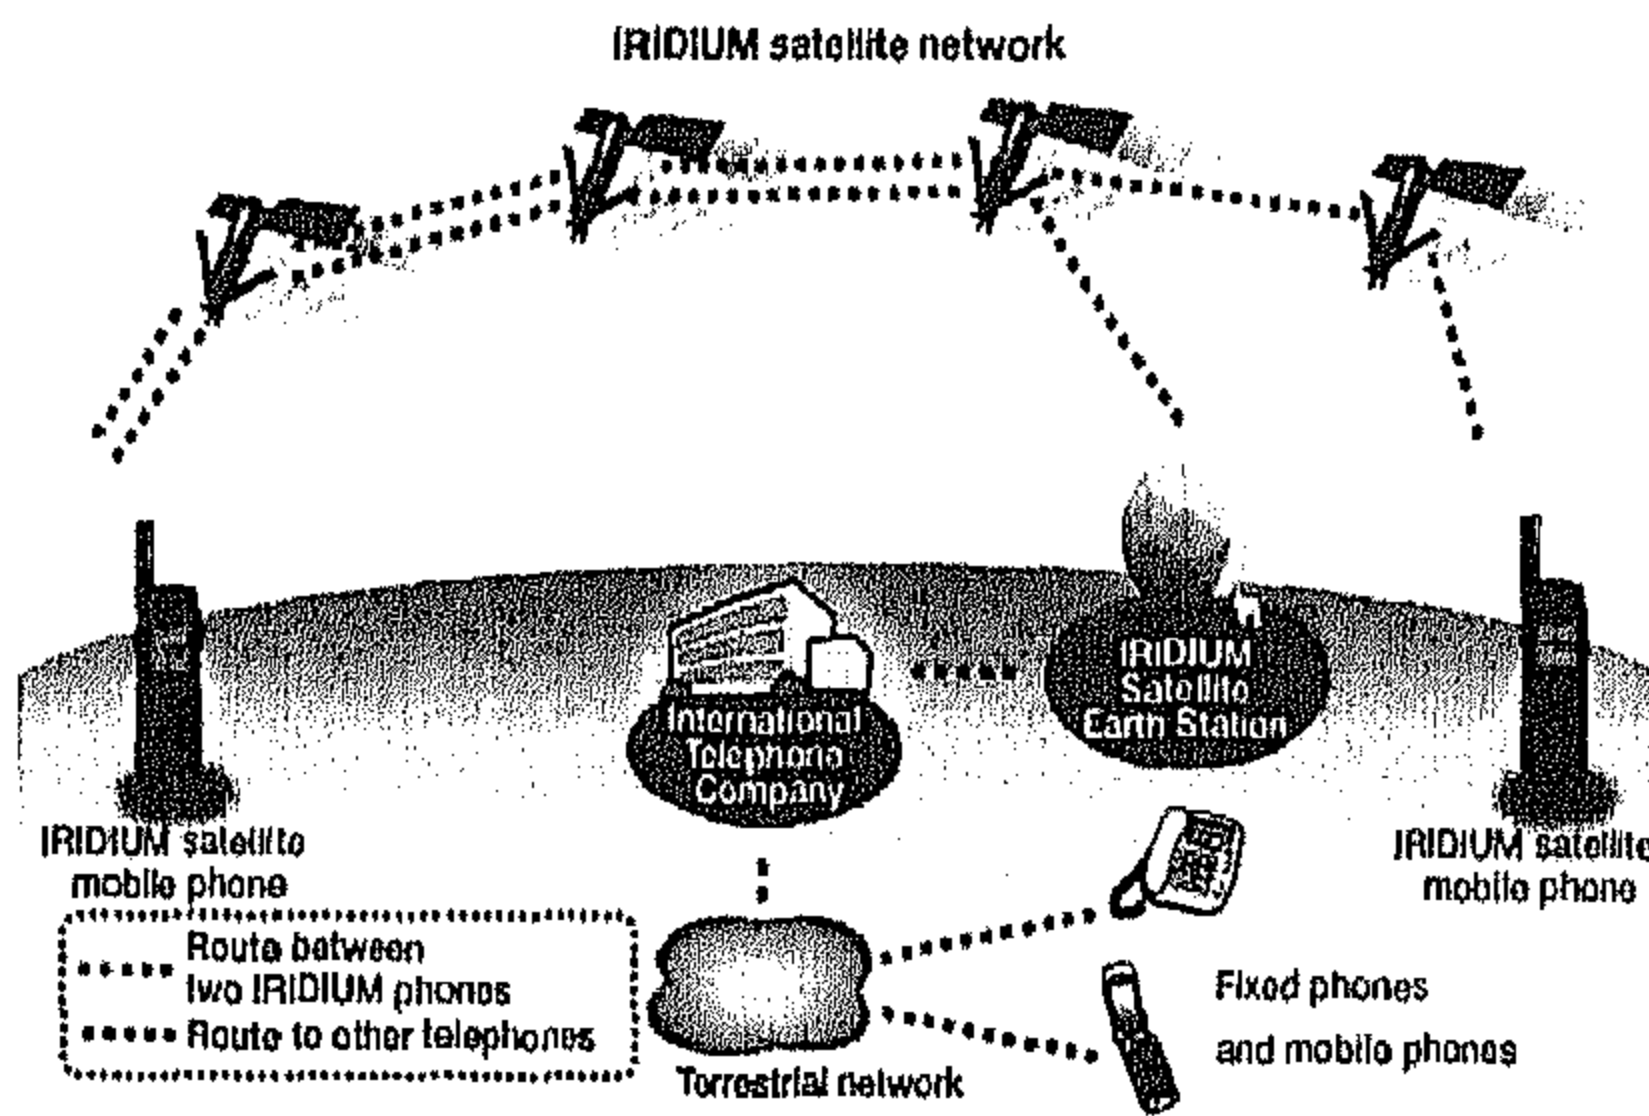 IRIDIUM satellite network
IRIDIUM
Satellite
Earth Station
International
Telephone
Company
IRIDIUM satellite
mobile phone
IRIDIUM satellite
mobile phone
Route between
two IRIDIUM phones
Route to other telephones
Fixed phones
and mobile phones
Terrestrial network